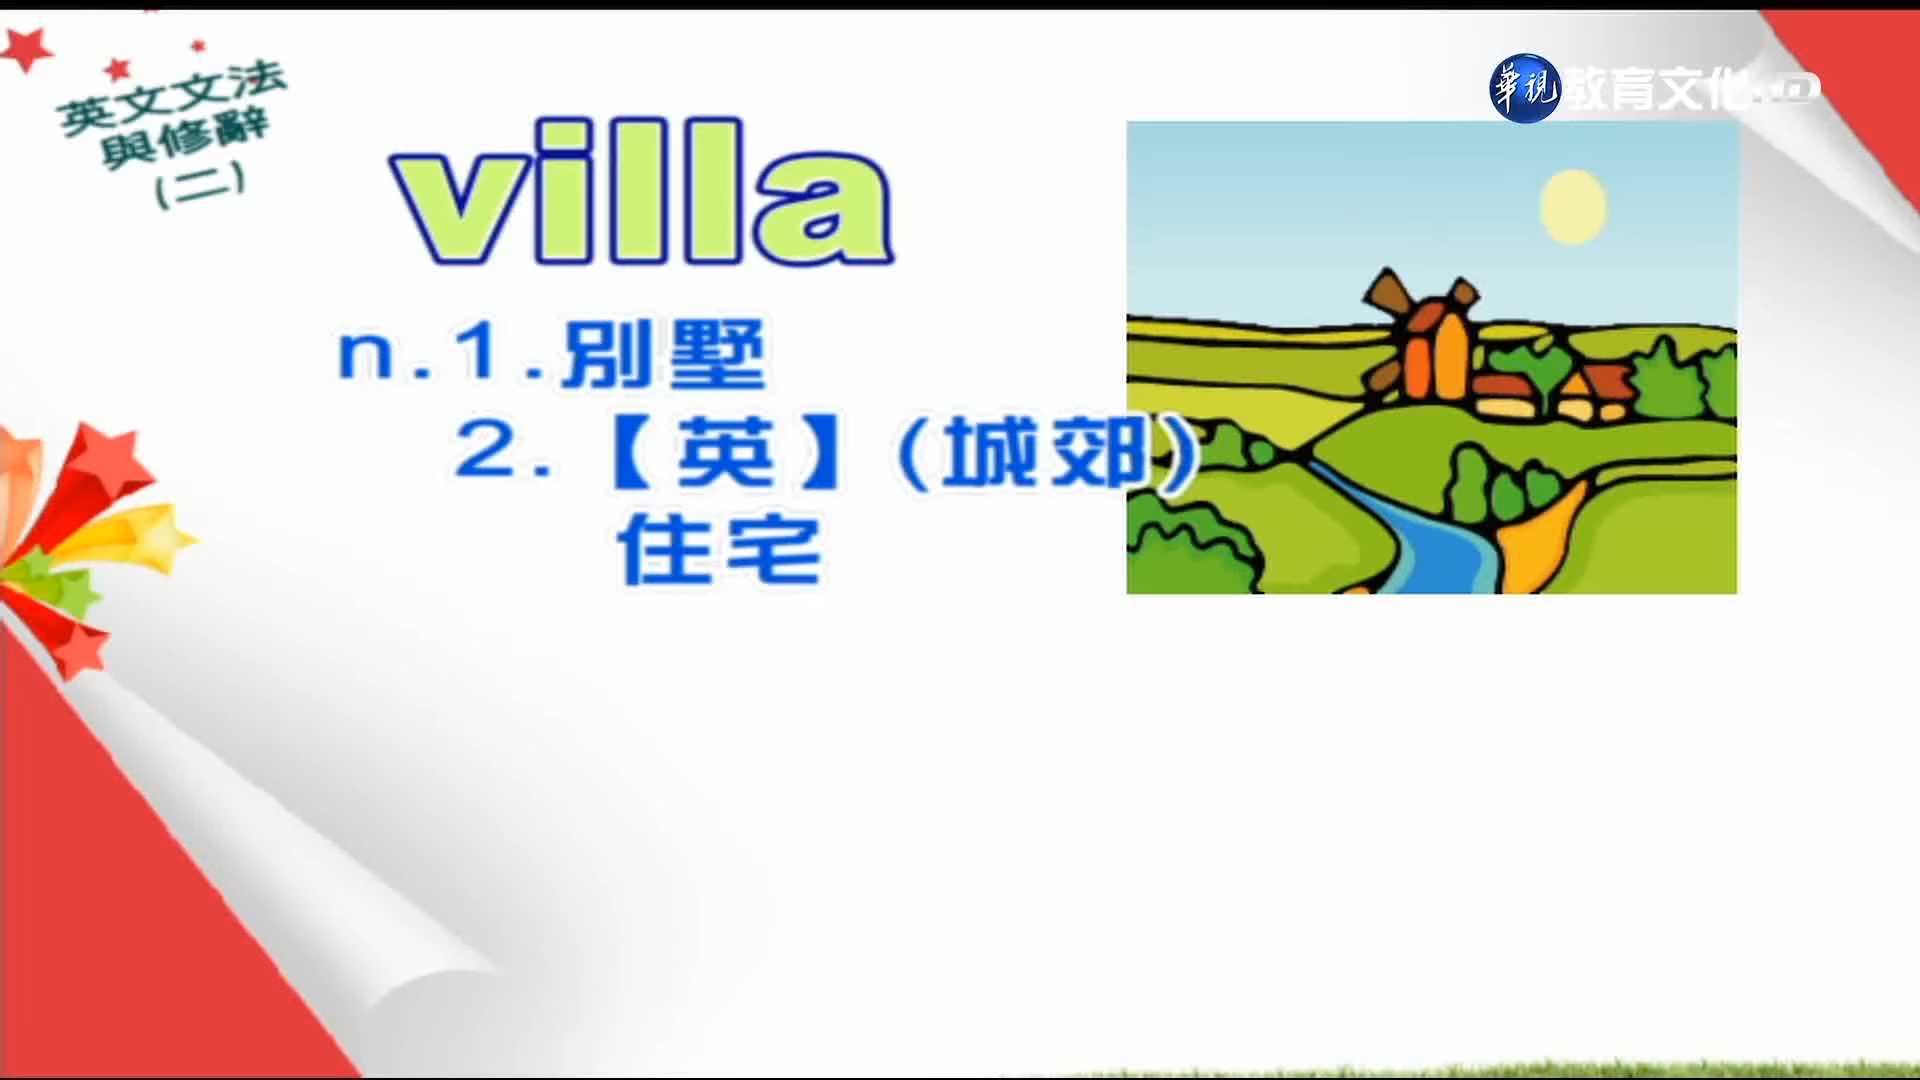 英文文法
與修辭
(二)
華視 教育文化 HD
villa
n.1.別墅
2.【英】(城郊)
住宅